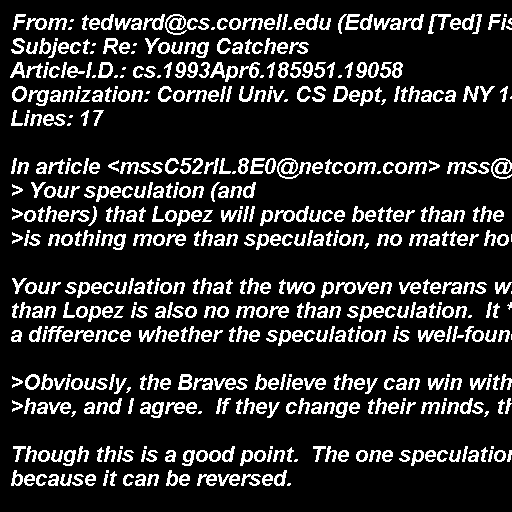 From: tedward@cs.cornell.edu (Edward [Ted] Fis
Subject: Re: Young Catchers
Article-I.D.: cs.1993Apr6.185951.19058
Organization: Cornell Univ. CS Dept, Ithaca NY 14
Lines: 17
In article <mssC52rIL.8E0@netcom.com> mss@
> Your speculation (and
>others) that Lopez will produce better than the
>is nothing more than speculation, no matter ho
Your speculation that the two proven veterans w
than Lopez is also no more than speculation.  It *
a difference whether the speculation is well-foun
>Obviously, the Braves believe they can win with
>have, and I agree.  If they change their minds, th
Though this is a good point.  The one speculation
because it can be reversed.